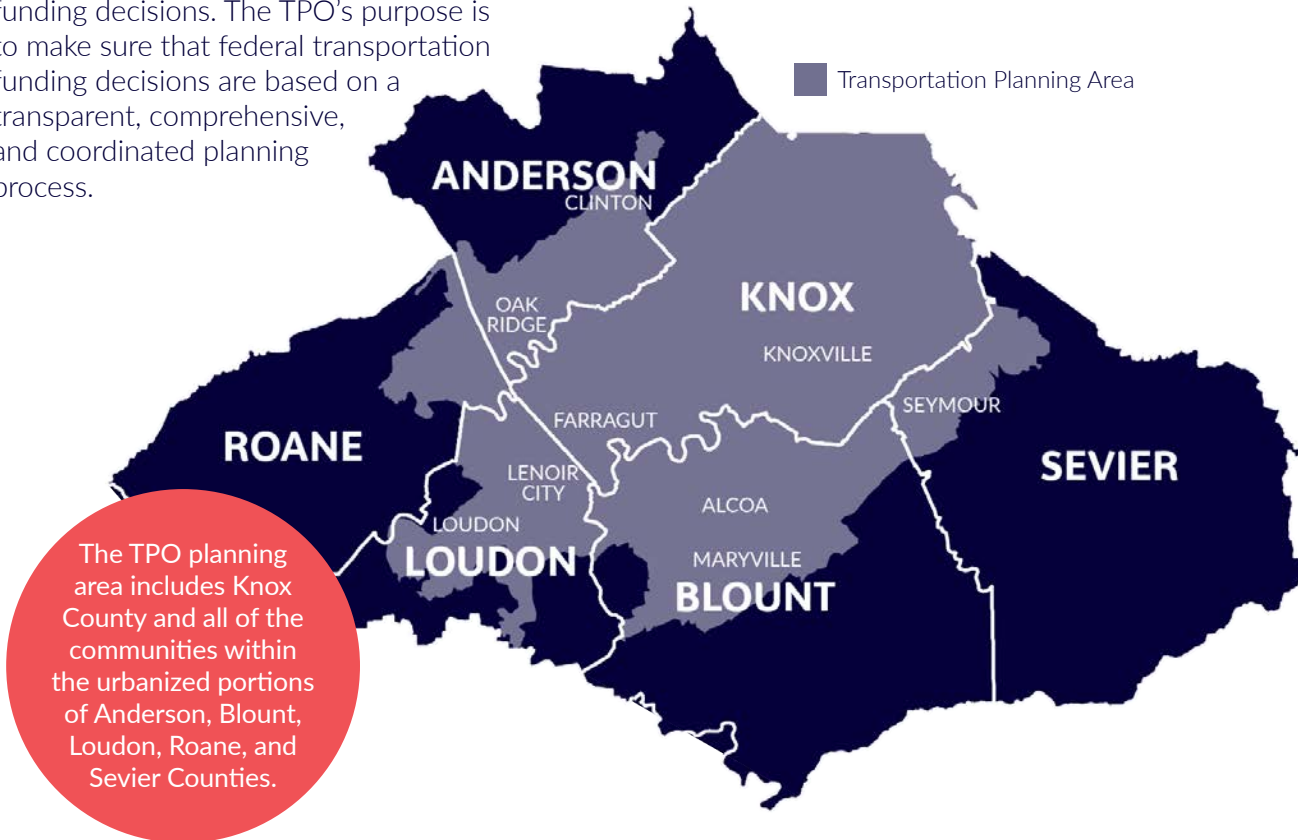 funding decisions. The TPO’s purpose is
to make sure that federal transportation
funding decisions are based on a
transparent, comprehensive,
and coordinated planning
process.
Transportation Planning Area
ANDERSON
CLINTON
OAK
RIDGE
KNOX
KNOXVILLE
FARRAGUT
SEYMOUR
ROANE
LENOIR
CITY
SEVIER
ALCOA
LOUDON
LOUDON
MARYVILLE
BLOUNT
The TPO planning
area includes Knox
County and all of the
communities within
the urbanized portions
of Anderson, Blount,
Loudon, Roane, and
Sevier Counties.